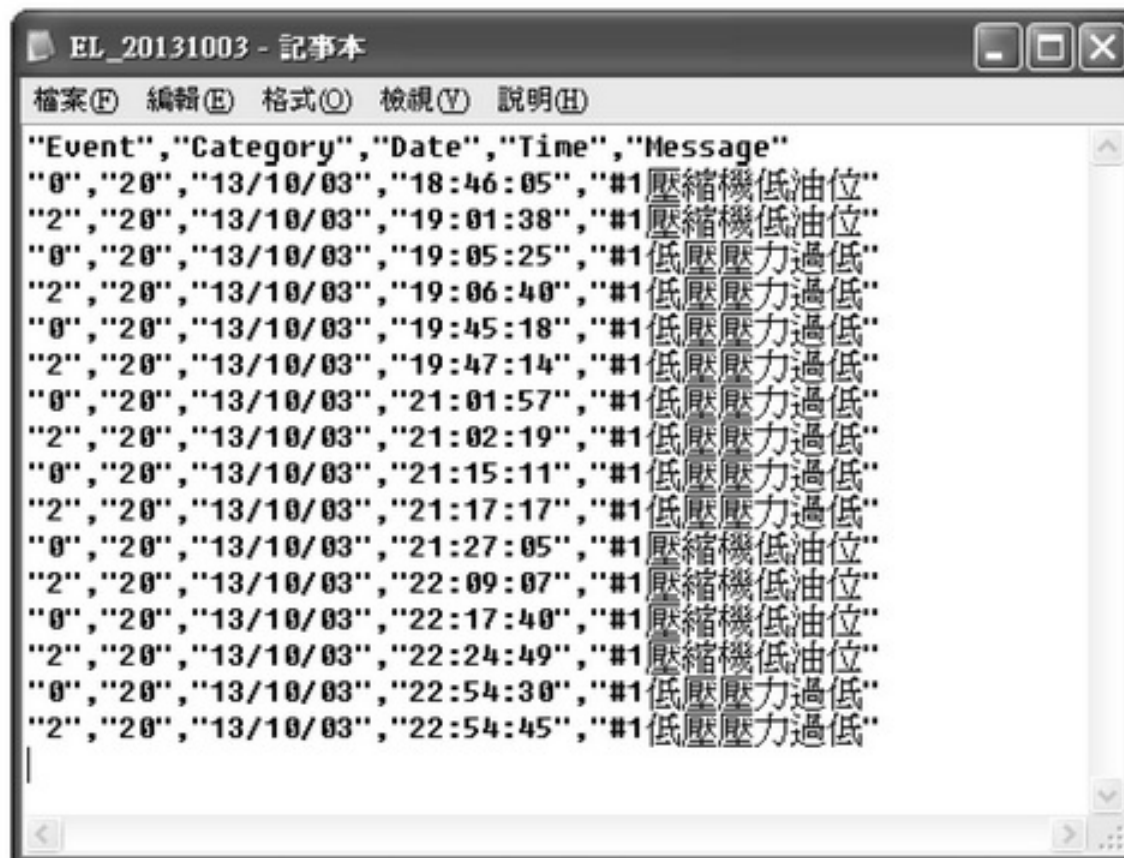 EL_20131003 - 記事本
檔案(F) 編輯(E) 格式(O) 檢視(V) 說明(H)
"Event","Category","Date","Time","Message"
"0","20","13/10/03","18:46:05","#1壓縮機低油位"
"2","20","13/10/03","19:01:38","#1壓縮機低油位"
"0","20","13/10/03","19:05:25","#1低壓壓力過低"
"2","20","13/10/03","19:06:40","#1低壓壓力過低"
"0","20","13/10/03","19:45:18","#1低壓壓力過低"
"2","20","13/10/03","19:47:14","#1低壓壓力過低"
"0","20","13/10/03","21:01:57","#1低壓壓力過低"
"2","20","13/10/03","21:02:19","#1低壓壓力過低"
"0","20","13/10/03","21:15:11","#1低壓壓力過低"
"2","20","13/10/03","21:17:17","#1低壓壓力過低"
"0","20","13/10/03","21:27:05","#1壓縮機低油位"
"2","20","13/10/03","22:09:07","#1壓縮機低油位"
"0","20","13/10/03","22:17:40","#1壓縮機低油位"
"2","20","13/10/03","22:24:49","#1壓縮機低油位"
"0","20","13/10/03","22:54:30","#1低壓壓力過低"
"2","20","13/10/03","22:54:45","#1低壓壓力過低"